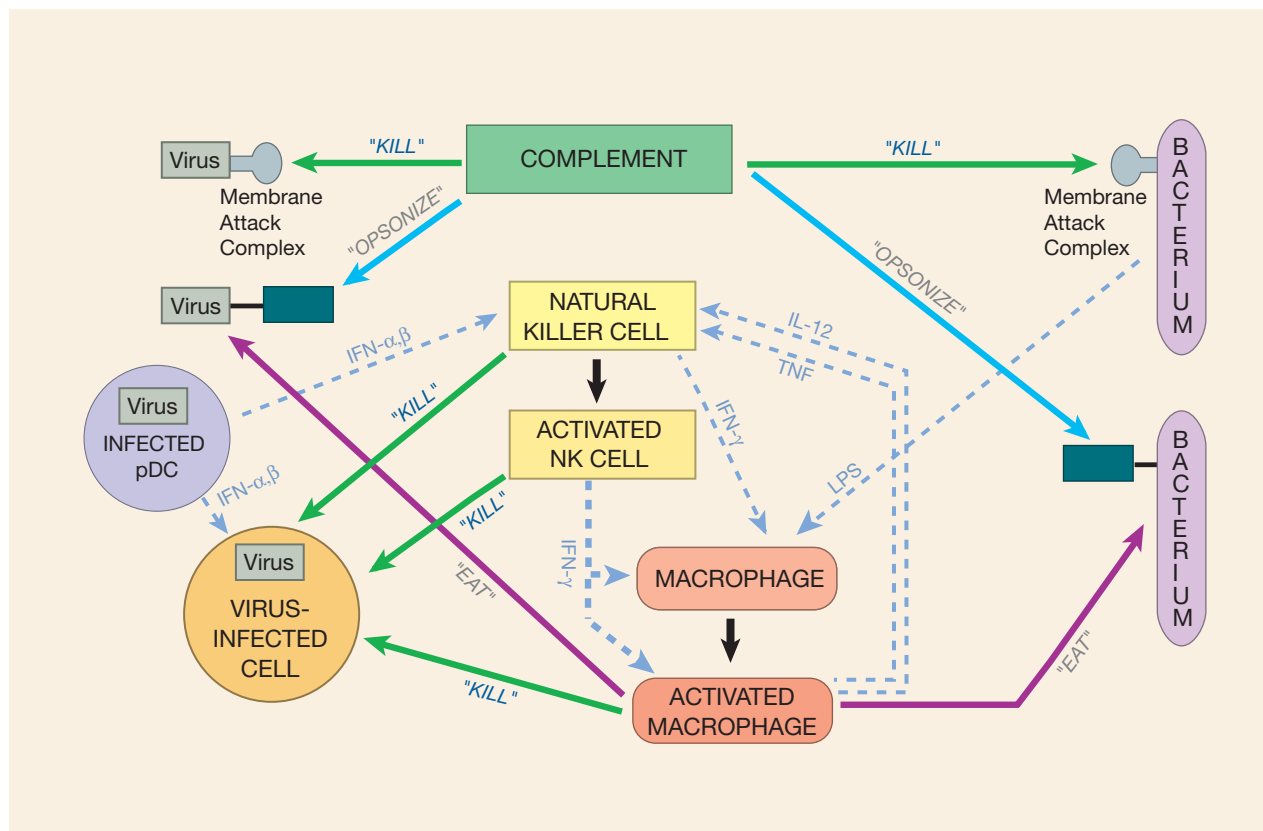 "KILL"
COMPLEMENT
"KILL"
Virus
Membrane
Attack
Complex
Membrane
Attack
Complex
BACTERIUM
"OPSONIZE"
"OPSONIZE"
Virus
NATURAL
KILLER CELL
IL-12
TNF
IFN-α,β
Virus
INFECTED
pDC
"KILL"
IFN-γ
ACTIVATED
NK CELL
LPS
BACTERIUM
IFN-α,β
"KILL"
Virus
VIRUS-
INFECTED
CELL
"EAT"
IFN-γ
MACROPHAGE
"KILL"
ACTIVATED
MACROPHAGE
"EAT"